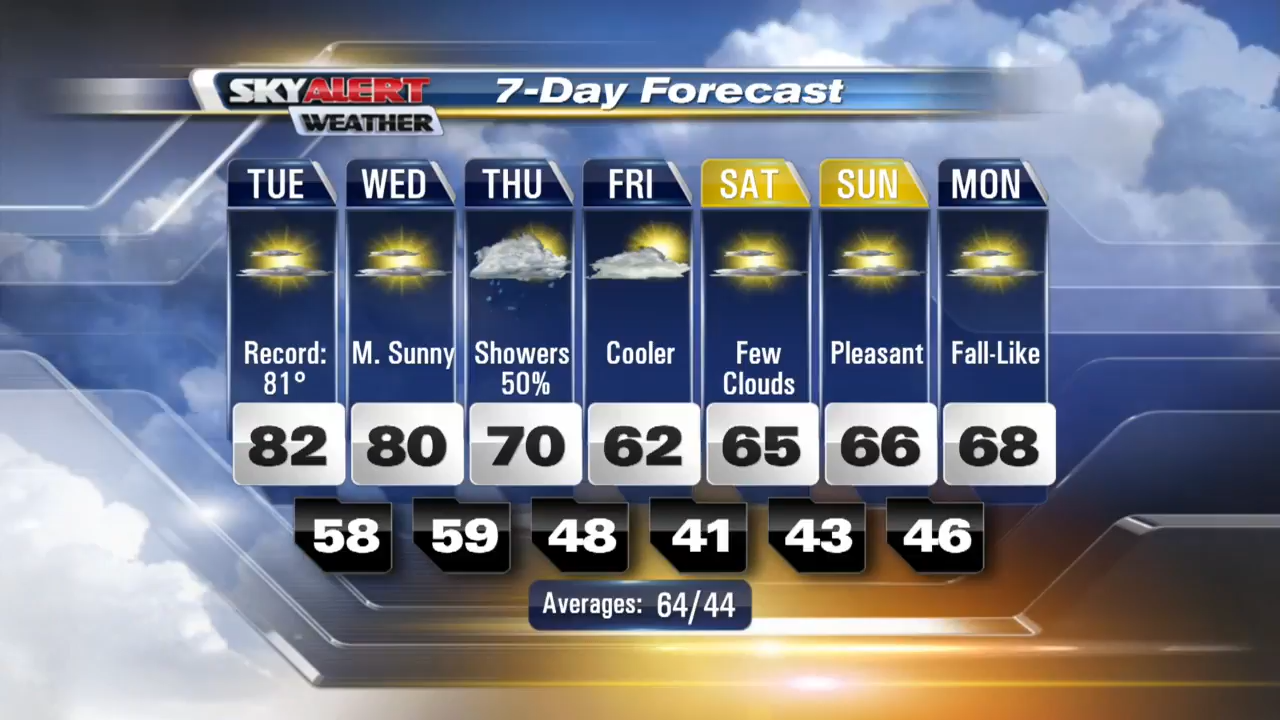 SKYALERT 7-Day Forecast
WEATHER
TUE WED THU FRI SAT SUN MON
Record: M. Sunny Showers Cooler Few Pleasant Fall-Like
81° 50% Clouds
82 80 70 62 65 66 68
58 59 48 41 43 46
Averages: 64/44